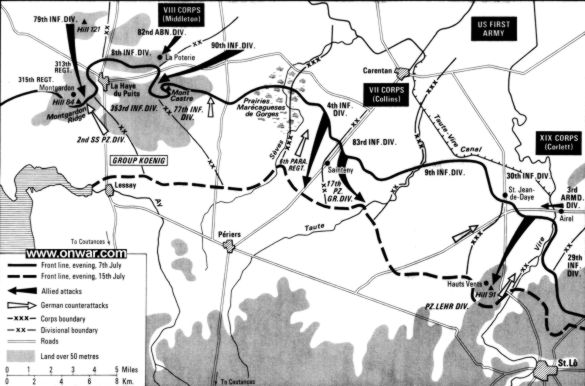 79th INF. DIV.
Hill 121
VIII CORPS
(Middleton)
82nd ABN. DIV.
8th INF. DIV.
La Poterie
90th INF. DIV.
313th
REGT.
315th REGT.
Montgardon
Hill 84
Montgardon
Ridge
La Haye
du Puits
Mont
Castre
353rd INF. DIV.
77th INF.
DIV.
2nd SS PZ. DIV.
GROUP KOENIG
Lessay
Ay
To Coutances
Périers
Prairies
Marécageuses
de Gorges
Sèves
6th PARA.
REGT.
US FIRST
ARMY
Carentan
VII CORPS
(Collins)
4th
INF. DIV.
83rd INF. DIV.
Sainteny
17th
PZ.
GR. DIV.
Taute
Taute-Vire
Canal
XIX CORPS
(Corlett)
9th INF. DIV.
30th INF. DIV.
St. Jean-
de-Daye
3rd
ARMD.
DIV.
Airel
Vire
29th
INF.
DIV.
Hauts Vents
Hill 91
PZ. LEHR DIV.
St. Lô
To Coutances
www.onwar.com
Front line, evening, 7th July
Front line, evening, 15th July
Allied attacks
German counterattacks
-xxx- Corps boundary
-xx- Divisional boundary
Roads
Land over 50 metres
0 1 2 3 4 5 Miles
0 2 4 6 8 Km.